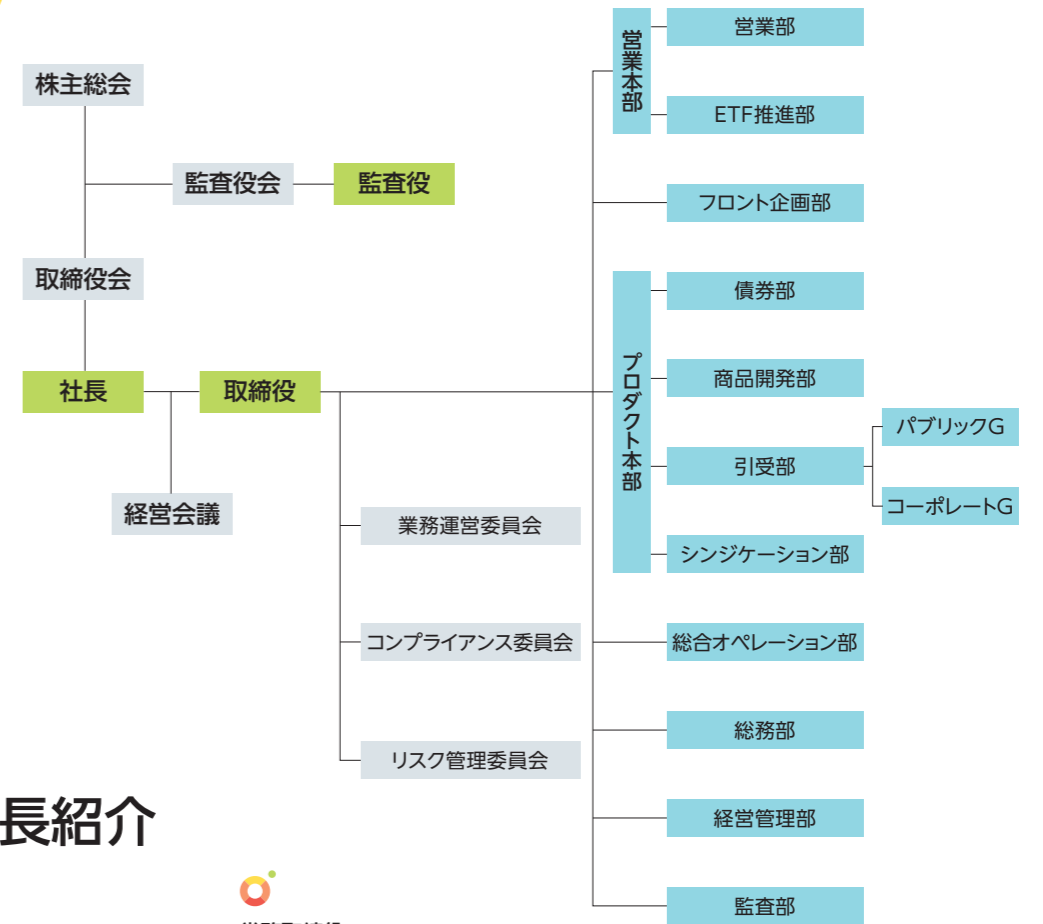 株主総会
監査役会
監査役
取締役会
社長
取締役
経営会議
業務運営委員会
コンプライアンス委員会
リスク管理委員会
営業本部
営業部
ETF推進部
フロント企画部
プロダクト本部
債券部
商品開発部
引受部
パブリックG
コーポレートG
シンジケーション部
総合オペレーション部
総務部
経営管理部
監査部
長紹介